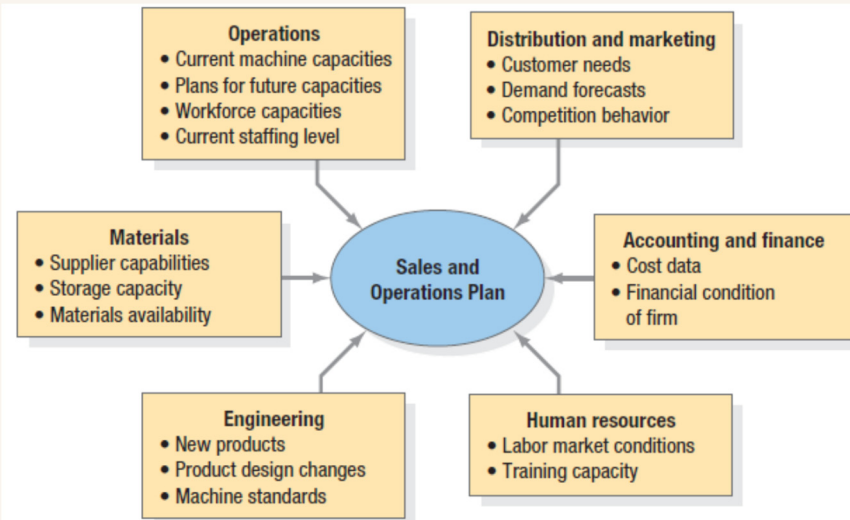 Operations
• Current machine capacities
• Plans for future capacities
• Workforce capacities
• Current staffing level
Distribution and marketing
• Customer needs
• Demand forecasts
• Competition behavior
Materials
• Supplier capabilities
• Storage capacity
• Materials availability
Sales and
Operations Plan
Accounting and finance
• Cost data
• Financial condition
of firm
Engineering
• New products
• Product design changes
• Machine standards
Human resources
• Labor market conditions
• Training capacity